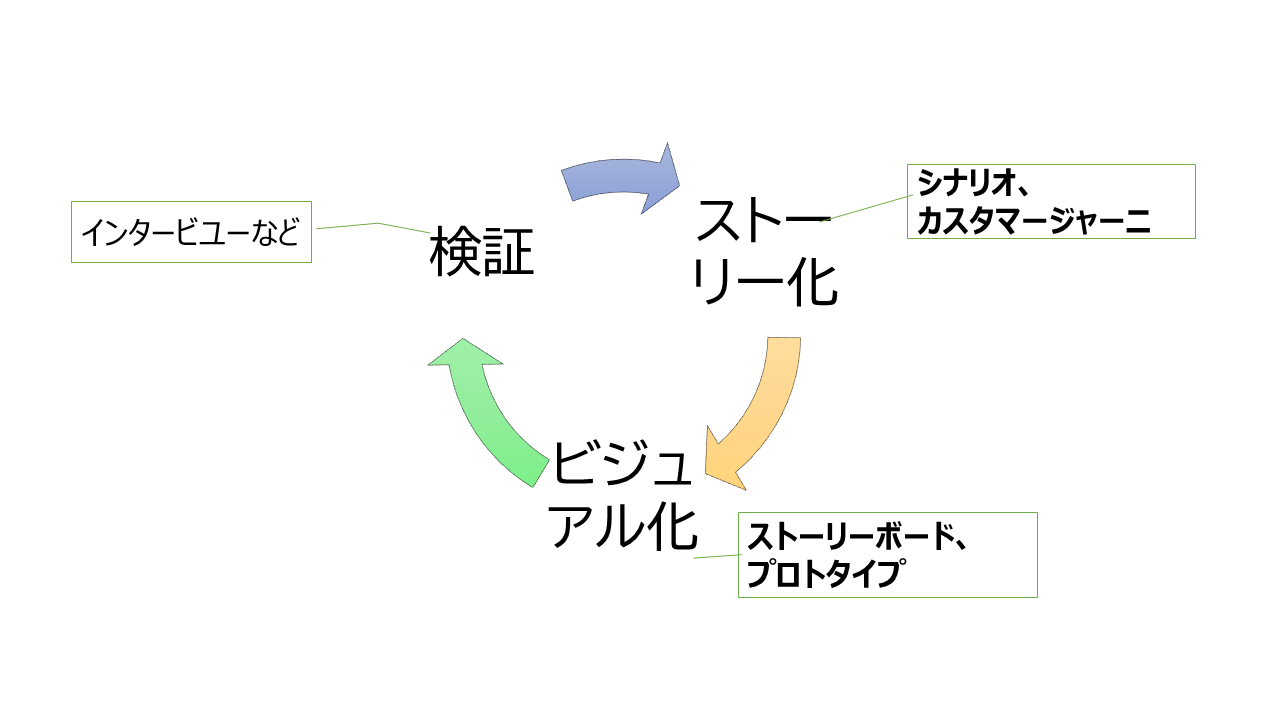 シナリオ、
カスタマージャーニ
ストー
リー化
インタービユーなど
検証
ビジュ
アル化
ストーリーボード、
プロトタイプ